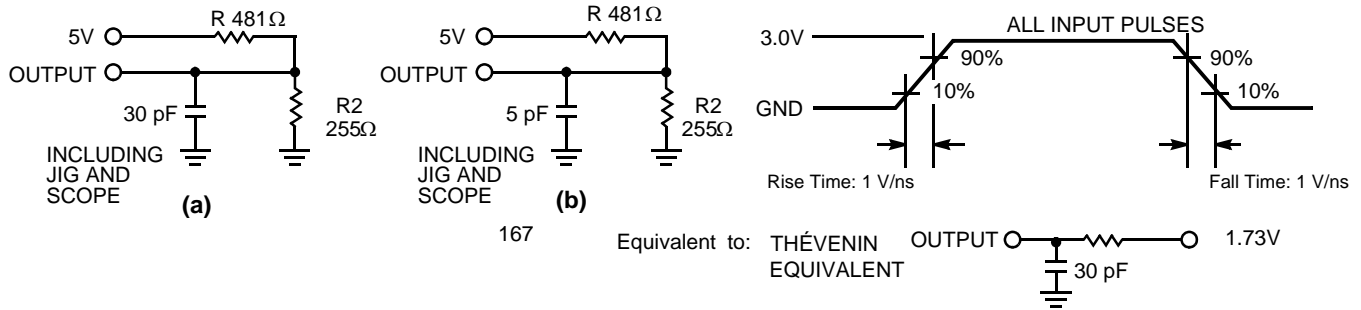 R 481Ω
5V
OUTPUT
30 pF
R2
255Ω
INCLUDING
JIG AND
SCOPE
(a)
R 481Ω
5V
OUTPUT
5 pF
R2
255Ω
INCLUDING
JIG AND
SCOPE
(b)
167
ALL INPUT PULSES
3.0V
90%
90%
10%
10%
GND
Rise Time: 1 V/ns
Fall Time: 1 V/ns
Equivalent to: THÉVENIN
EQUIVALENT
OUTPUT
1.73V
30 pF